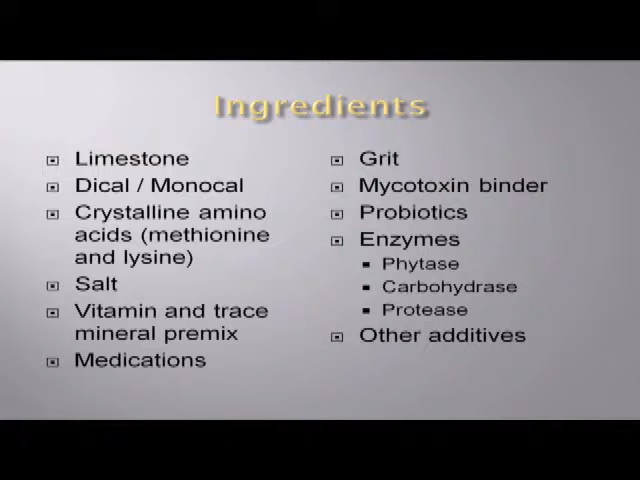 Ingredients
Limestone
Dical / Monocal
Crystalline amino
acids (methionine
and lysine)
Salt
Vitamin and trace
mineral premix
Medications
Grit
Mycotoxin binder
Probiotics
Enzymes
Phytase
Carbohydrase
Protease
Other additives